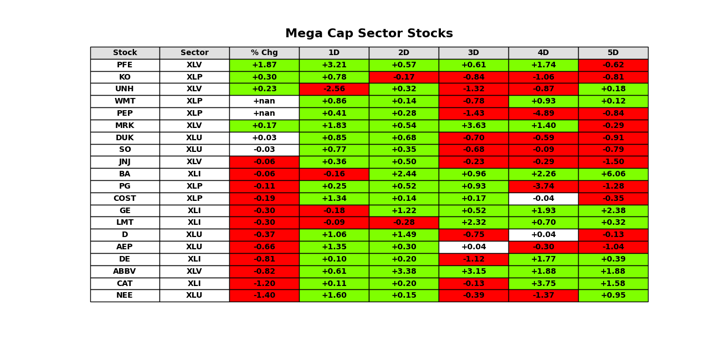 Mega Cap Sector Stocks
Stock Sector % Chg 1D 2D 3D 4D 5D
PFE XLV +1.87 +3.21 +0.57 +0.61 +1.74 -0.62
KO XLP +0.30 +0.78 -0.17 -0.84 -1.06 -0.81
UNH XLV +0.23 -2.56 +0.32 -1.32 -0.87 +0.18
WMT XLP +nan +0.86 +0.14 -0.78 +0.93 +0.12
PEP XLP +nan +0.41 +0.28 -1.43 -4.89 -0.84
MRK XLV +0.17 +1.83 +0.54 +3.63 +1.40 -0.29
DUK XLU +0.03 +0.85 +0.68 -0.70 -0.59 -0.91
SO XLU -0.03 +0.77 +0.35 -0.68 -0.09 -0.79
JNJ XLV -0.06 +0.36 +0.50 -0.23 -0.29 -1.50
BA XLI -0.06 -0.16 +2.44 +0.96 +2.26 +6.06
PG XLP -0.11 +0.25 +0.52 +0.93 -3.74 -1.28
COST XLP -0.19 +1.34 +0.14 +0.17 -0.04 -0.35
GE XLI -0.30 -0.18 +1.22 +0.52 +1.93 +2.38
LMT XLI -0.30 -0.09 -0.28 +2.32 +0.70 +0.32
D XLU -0.37 +1.06 +1.49 -0.75 +0.04 -0.13
AEP XLU -0.66 +1.35 +0.30 +0.04 -0.30 -1.04
DE XLI -0.81 +0.10 +0.20 -1.12 +1.77 +0.39
ABBV XLV -0.82 +0.61 +3.38 +3.15 +1.88 +1.88
CAT XLI -1.20 +0.11 +0.20 -0.13 +3.75 +1.58
NEE XLU -1.40 +1.60 +0.15 -0.39 -1.37 +0.95